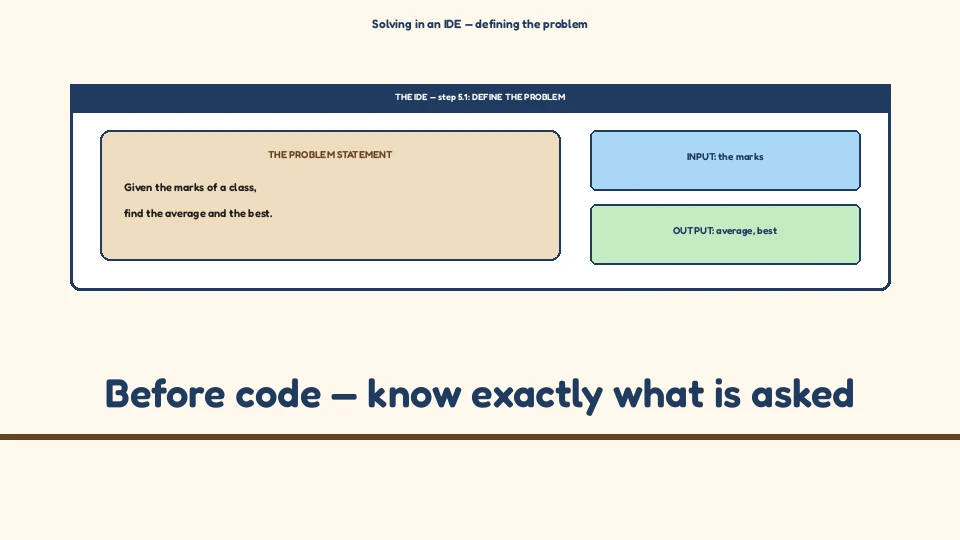 Solving in an IDE — defining the problem
THE IDE — step 5.1: DEFINE THE PROBLEM
THE PROBLEM STATEMENT
Given the marks of a class,
find the average and the best.
INPUT: the marks
OUTPUT: average, best
Before code — know exactly what is asked